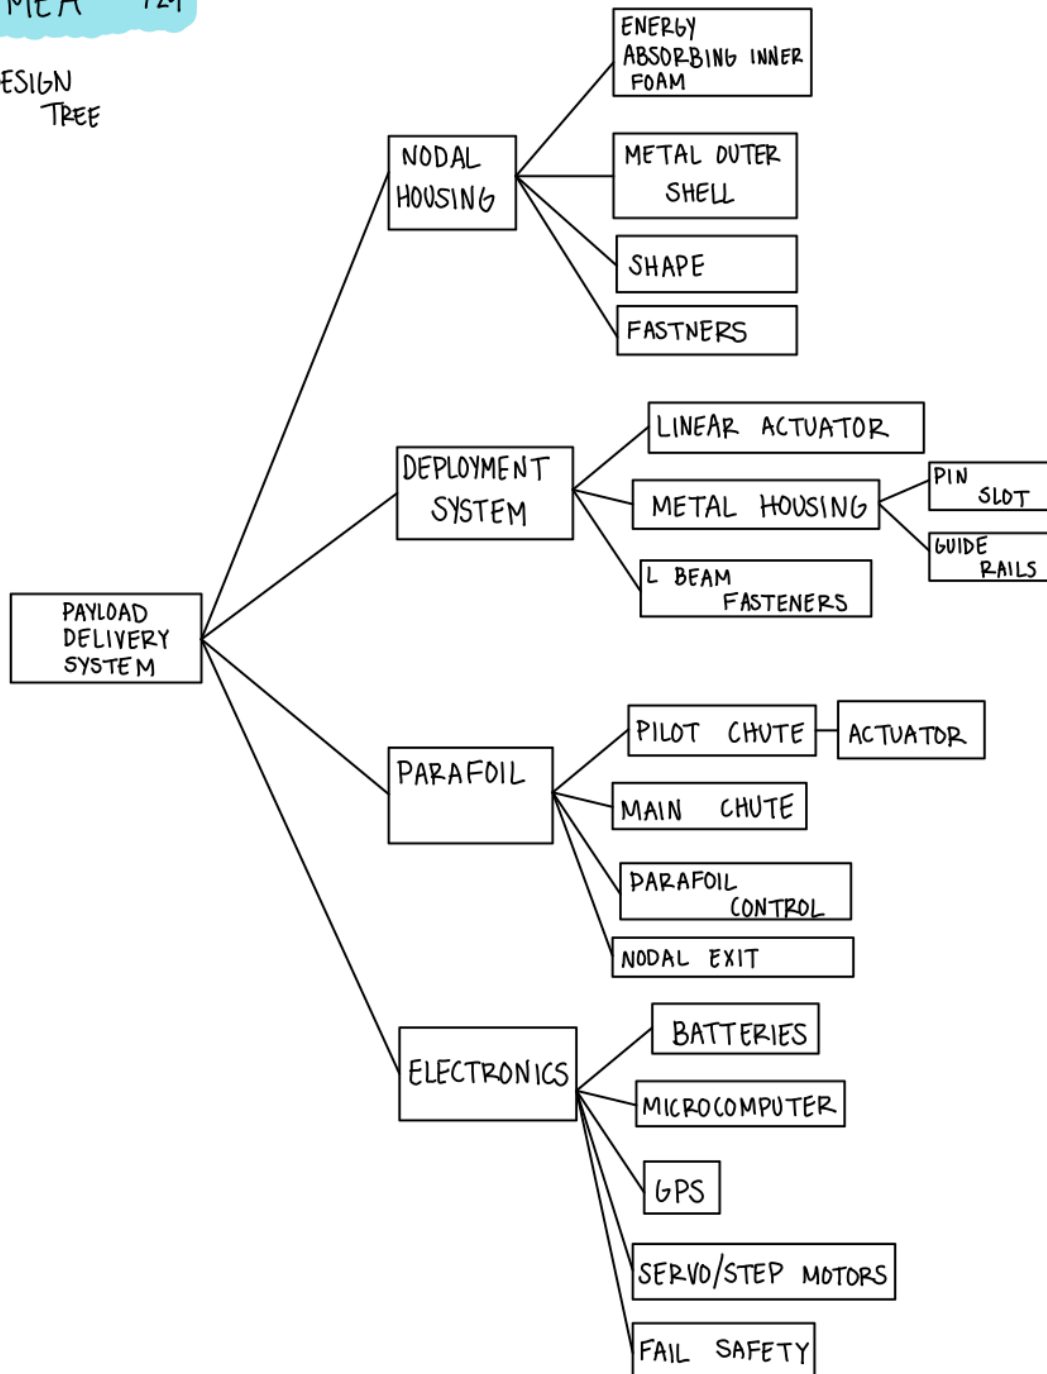 MEA
ESIGN
TREE
ENERGY
ABSORBING INNER
FOAM
NODAL
HOUSING
METAL OUTER
SHELL
SHAPE
FASTNERS
LINEAR ACTUATOR
DEPLOYMENT
SYSTEM
METAL HOUSING
PIN
SLOT
GUIDE
RAILS
L BEAM
FASTENERS
PAYLOAD
DELIVERY
SYSTEM
PILOT CHUTE
ACTUATOR
PARAFOIL
MAIN CHUTE
PARAFOIL
CONTROL
NODAL EXIT
BATTERIES
ELECTRONICS
MICROCOMPUTER
GPS
SERVO/STEP MOTORS
FAIL SAFETY